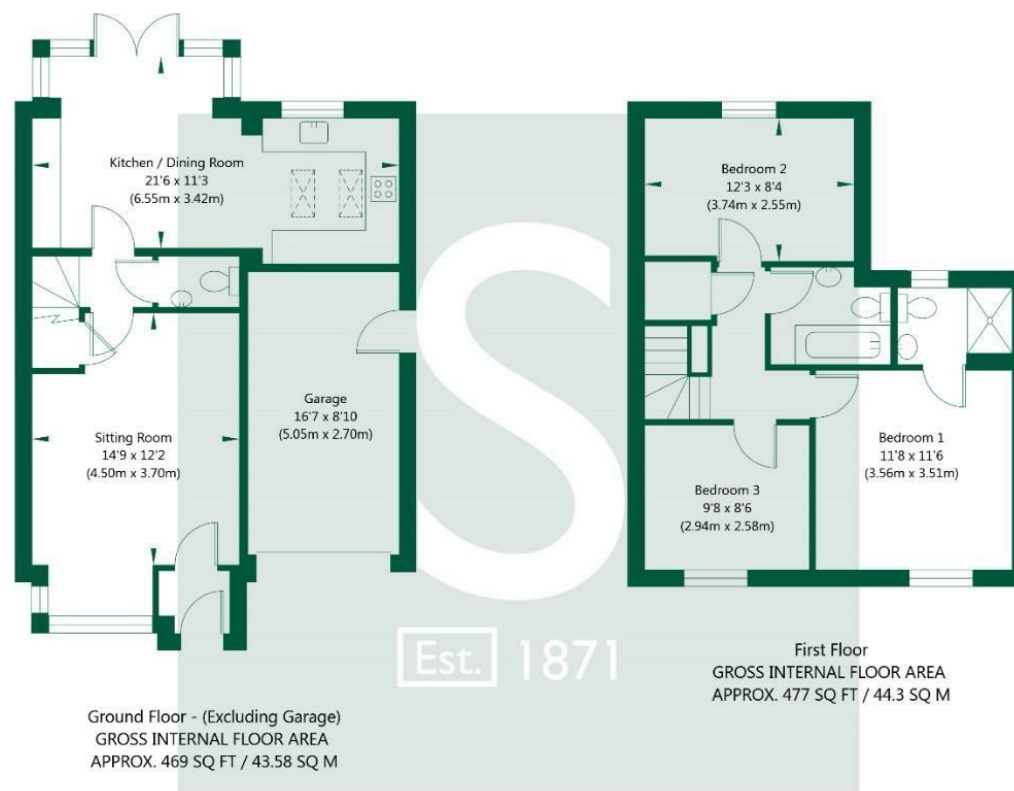 Kitchen / Dining Room
21'6 x 11'3
(6.55m x 3.42m)
Sitting Room
14'9 x 12'2
(4.50m x 3.70m)
Garage
16'7 x 8'10
(5.05m x 2.70m)
Ground Floor - (Excluding Garage)
GROSS INTERNAL FLOOR AREA
APPROX. 469 SQ FT / 43.58 SQ M
Bedroom 2
12'3 x 8'4
(3.74m x 2.55m)
Bedroom 1
11'8 x 11'6
(3.56m x 3.51m)
Bedroom 3
9'8 x 8'6
(2.94m x 2.58m)
First Floor
GROSS INTERNAL FLOOR AREA
APPROX. 477 SQ FT / 44.3 SQ M
S
Est. 1871